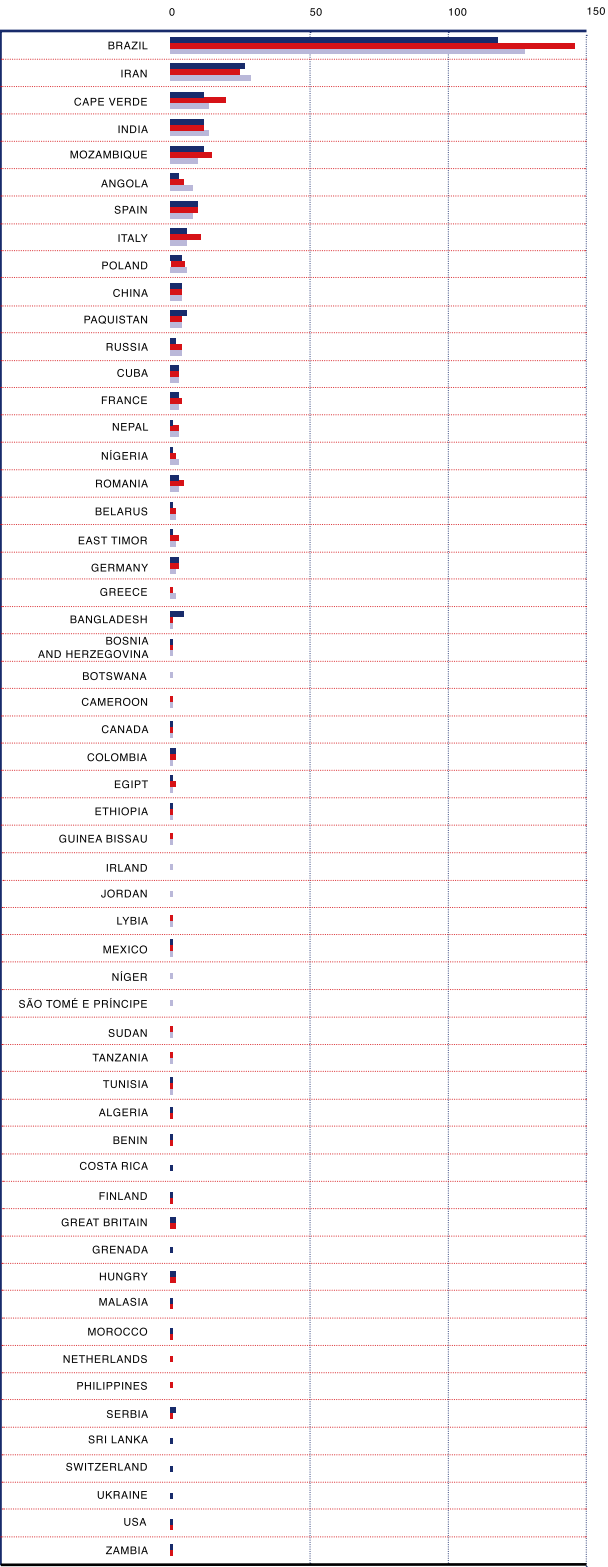 0 50 100 150
BRAZIL
IRAN
CAPE VERDE
INDIA
MOZAMBIQUE
ANGOLA
SPAIN
ITALY
POLAND
CHINA
PAQUISTAN
RUSSIA
CUBA
FRANCE
NEPAL
NÍGERIA
ROMANIA
BELARUS
EAST TIMOR
GERMANY
GREECE
BANGLADESH
BOSNIA
AND HERZEGOVINA
BOTSWANA
CAMEROON
CANADA
COLOMBIA
EGIPT
ETHIOPIA
GUINEA BISSAU
IRLAND
JORDAN
LYBIA
MEXICO
NÍGER
SÃO TOMÉ E PRÍNCIPE
SUDAN
TANZANIA
TUNISIA
ALGERIA
BENIN
COSTA RICA
FINLAND
GREAT BRITAIN
GRENADA
HUNGRY
MALASIA
MOROCCO
NETHERLANDS
PHILIPPINES
SERBIA
SRI LANKA
SWITZERLAND
UKRAINE
USA
ZAMBIA